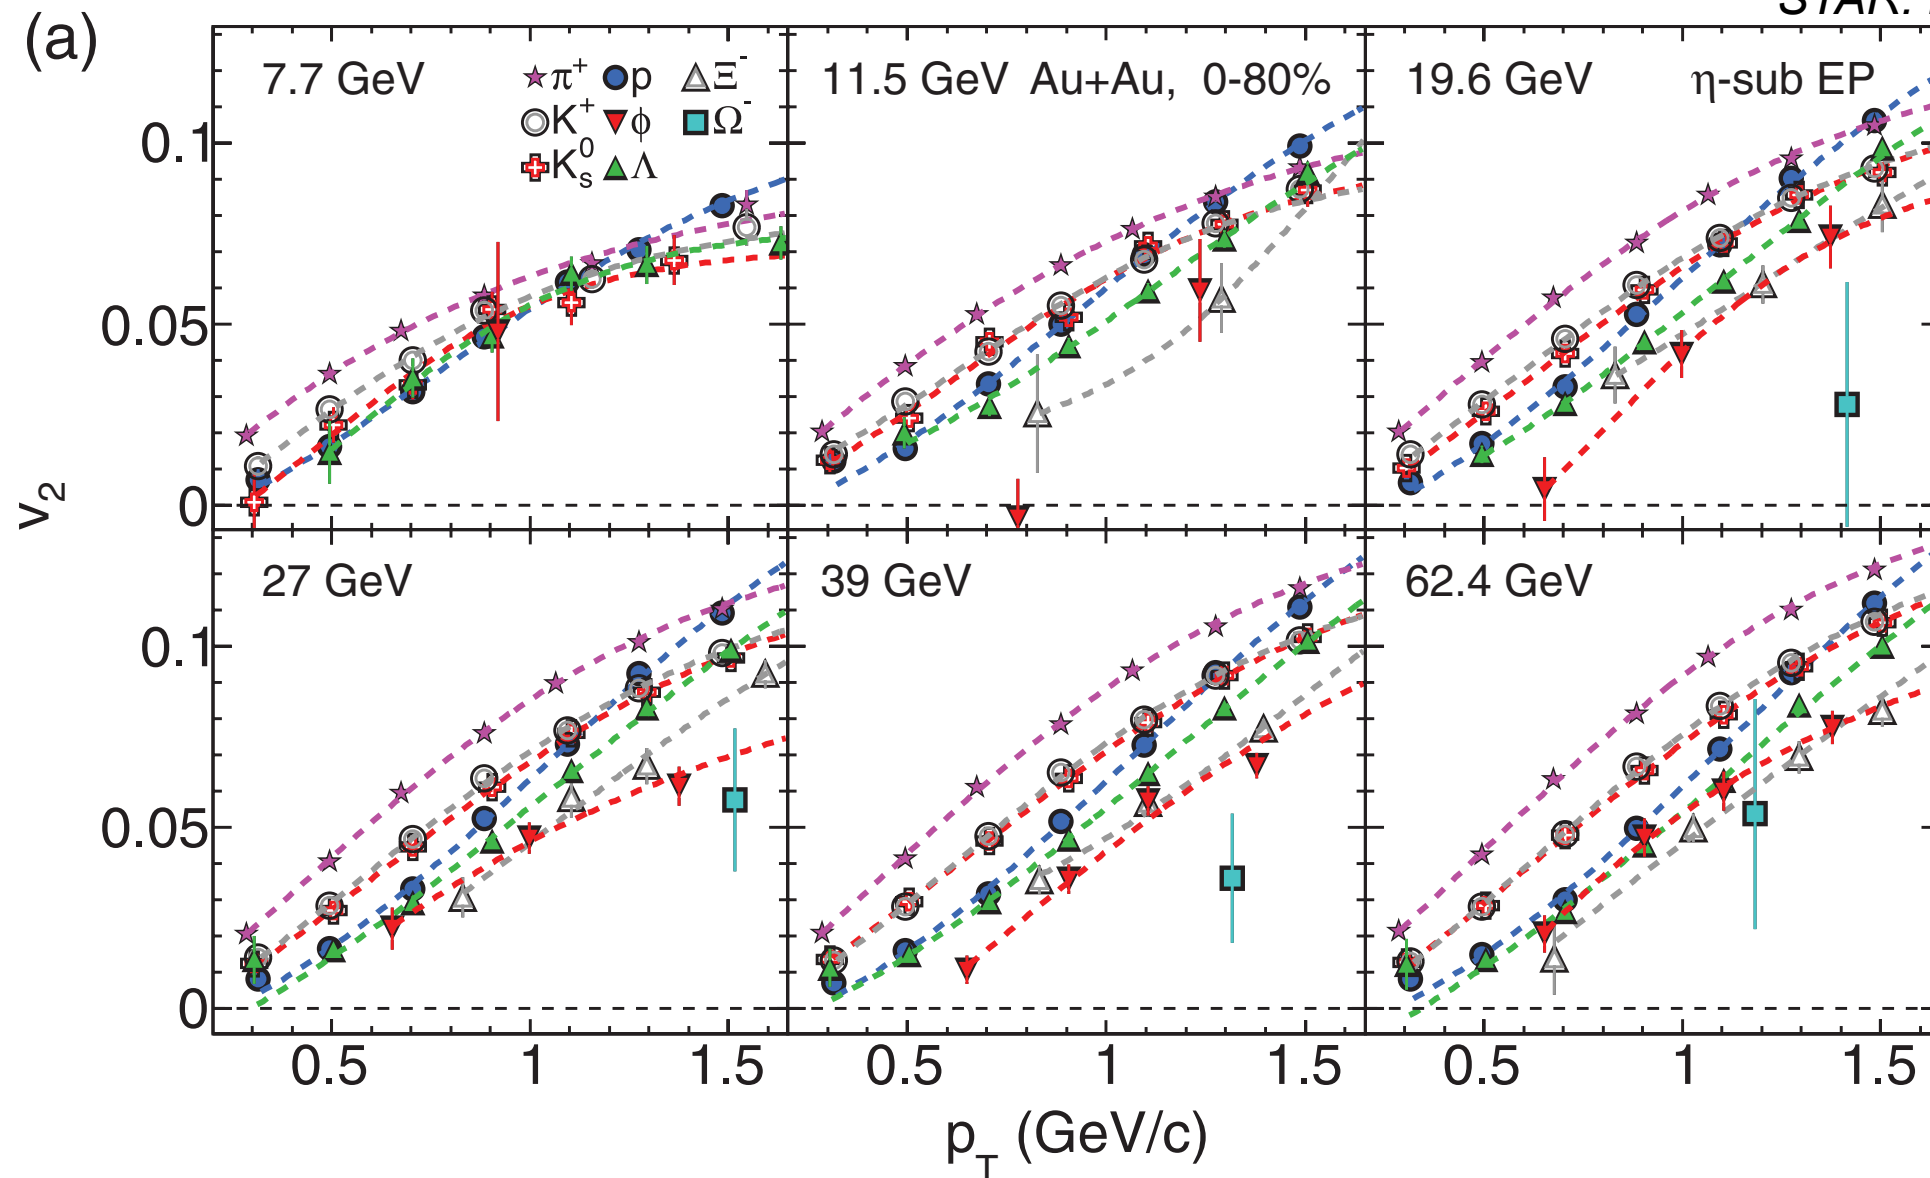 STAR:
(a)
7.7 GeV
π⁺ p Ξ⁻
K⁺ ϕ Ω⁻
K⁰ₛ Λ
11.5 GeV Au+Au, 0-80%
19.6 GeV η-sub EP
0.1
0.05
0
v₂
27 GeV
39 GeV
62.4 GeV
0.1
0.05
0
0.5 1 1.5 0.5 1 1.5 0.5 1 1.5
p_T (GeV/c)